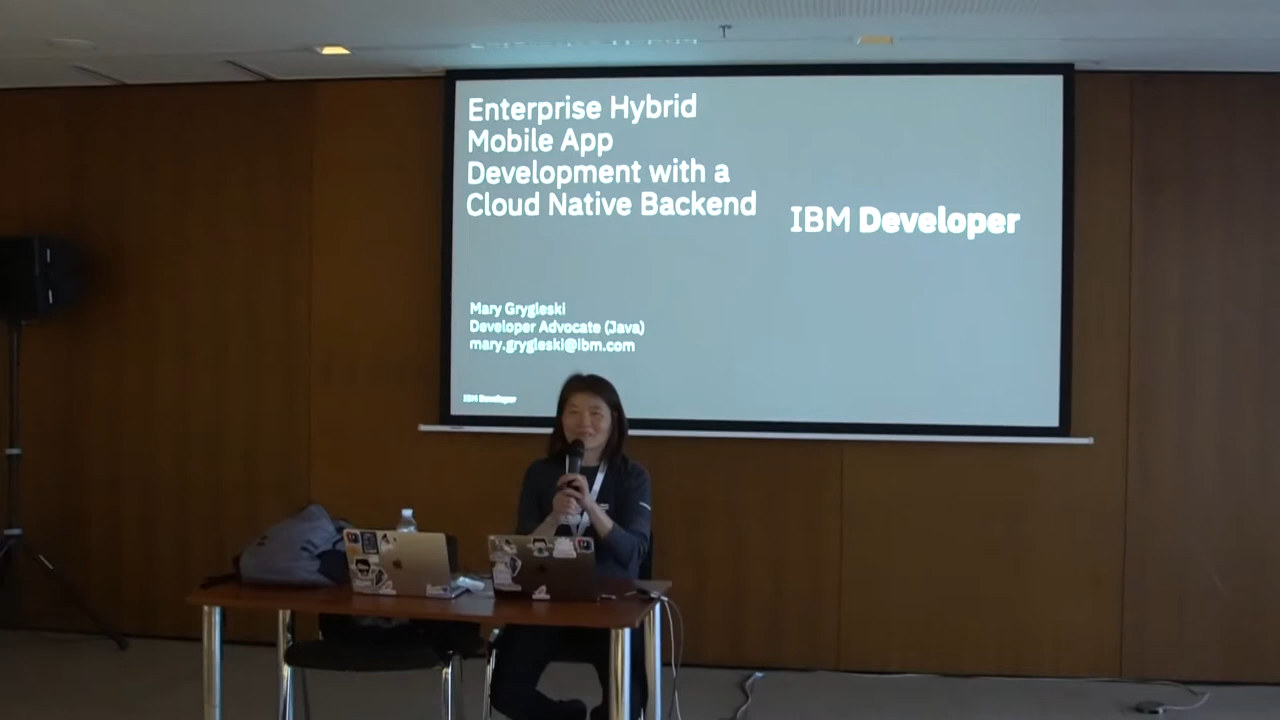 Enterprise Hybrid
Mobile App
Development with a
Cloud Native Backend
IBM Developer
Mary Grygleski
Developer Advocate (Java)
mary.grygleski@ibm.com
IBM Developer